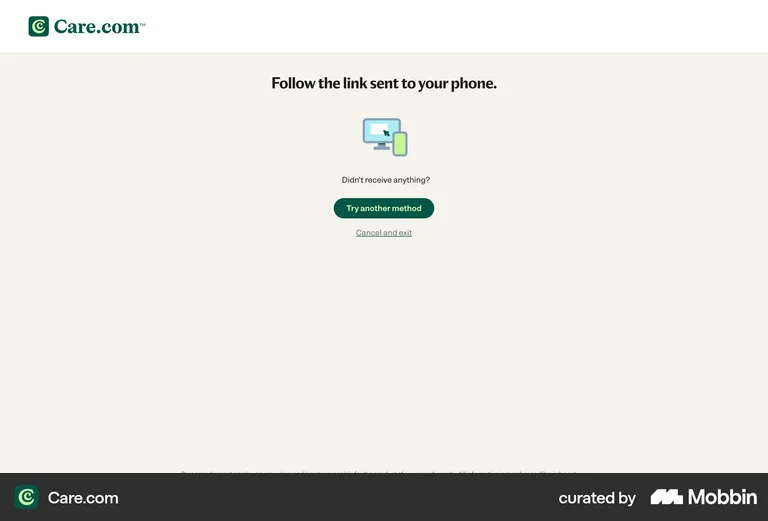 Care.com™
Follow the link sent to your phone.
Didn't receive anything?
Try another method
Cancel and exit
Care.com
curated by Mobbin